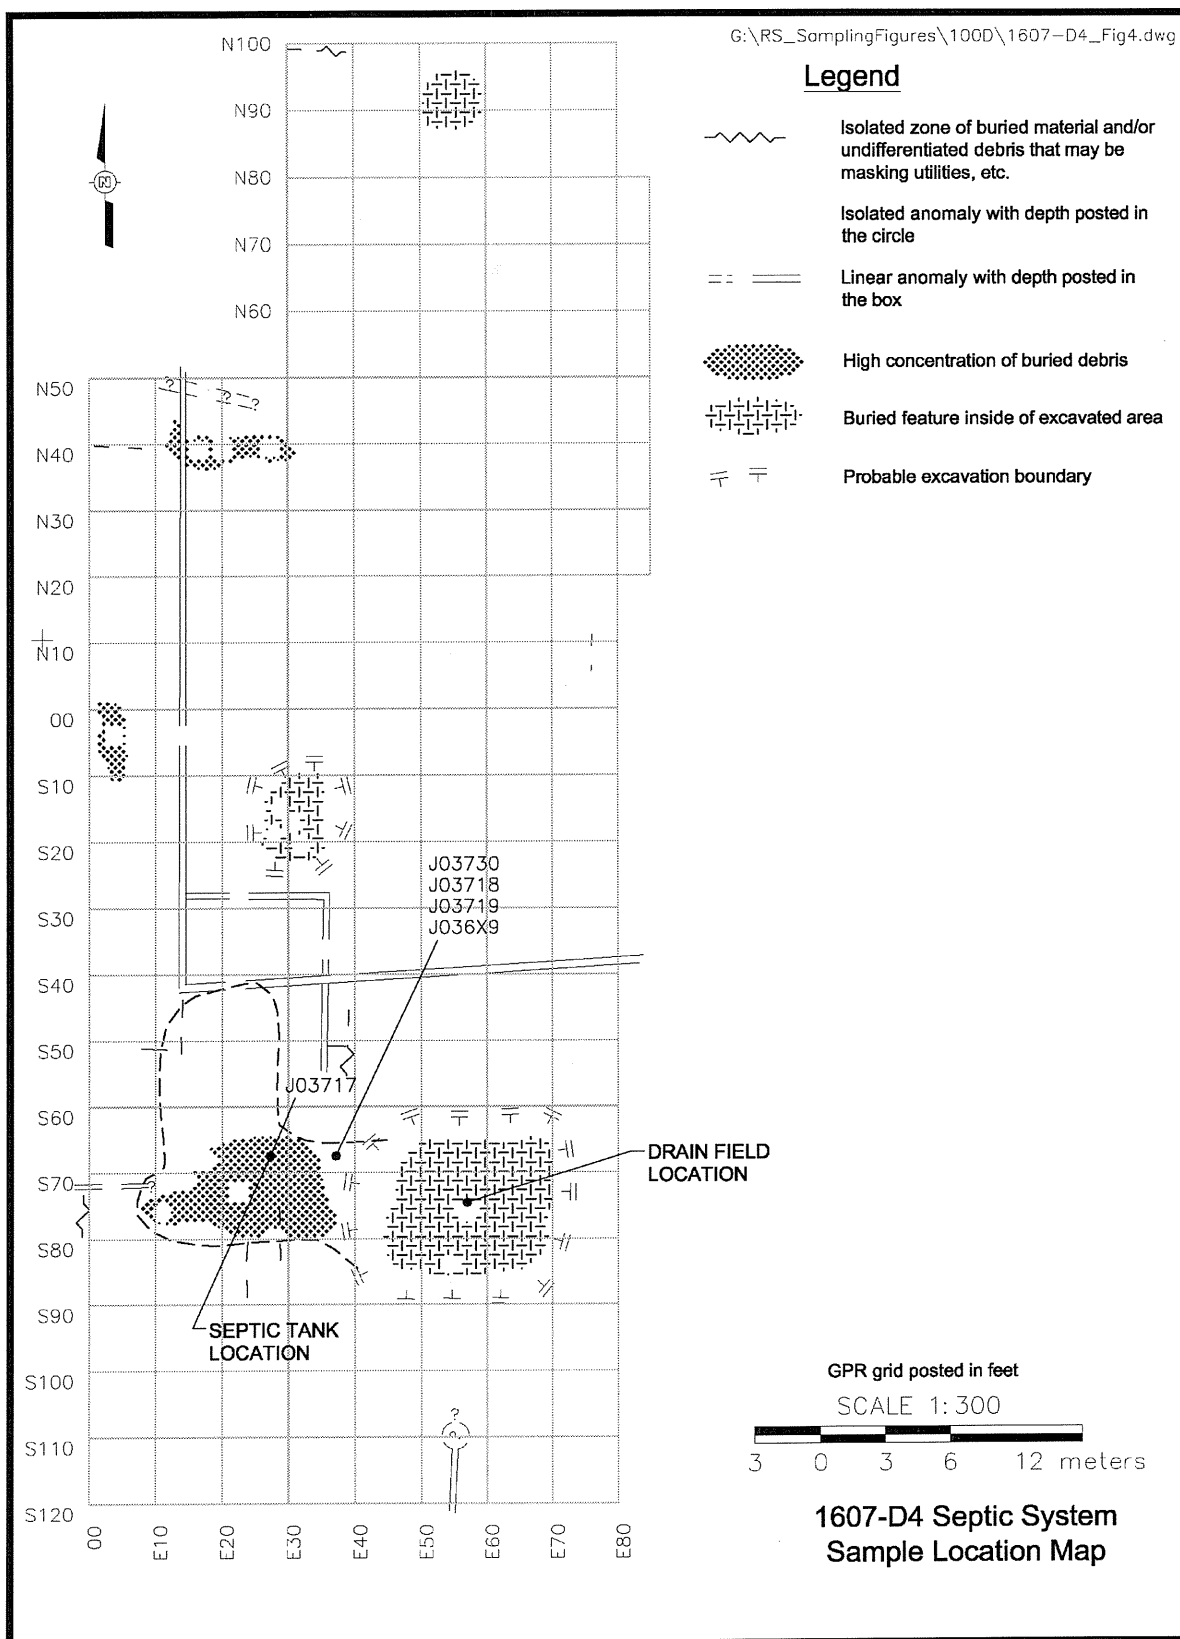 G:\RS_SamplingFigures\100D\1607-D4_Fig4.dwg
Legend
Isolated zone of buried material and/or
undifferentiated debris that may be
masking utilities, etc.
Isolated anomaly with depth posted in
the circle
Linear anomaly with depth posted in
the box
High concentration of buried debris
Buried feature inside of excavated area
Probable excavation boundary
N
N100
N90
N80
N70
N60
N50
N40
N30
N20
N10
00
S10
S20
S30
S40
S50
S60
S70
S80
S90
S100
S110
S120
?
?
?
J03730
J03718
J03719
J036X9
J03717
?
DRAIN FIELD
LOCATION
SEPTIC TANK
LOCATION
?
?
00
E10
E20
E30
E40
E50
E60
E70
E80
GPR grid posted in feet
SCALE 1:300
3 0 3 6 12 meters
1607-D4 Septic System
Sample Location Map